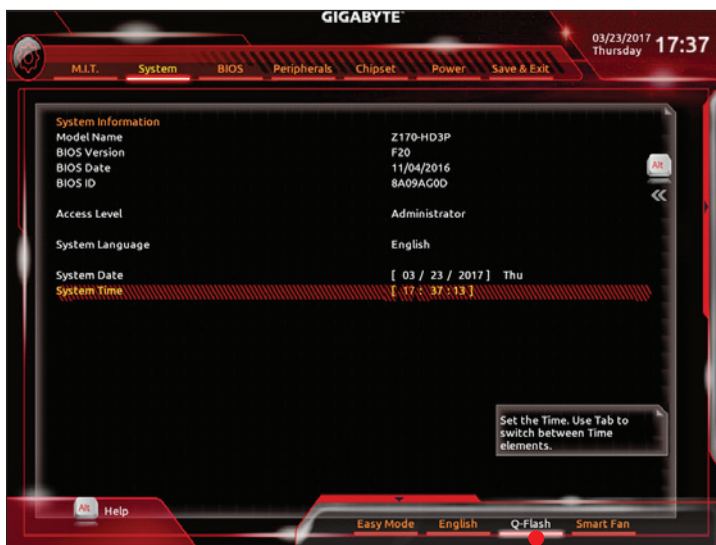 GIGABYTE
03/23/2017 Thursday 17:37
M.I.T. System BIOS Peripherals Chipset Power Save & Exit
System Information
Model Name Z170-HD3P
BIOS Version F20
BIOS Date 11/04/2016
BIOS ID 8A09AG0D
Alt
Access Level Administrator
System Language English
System Date [ 03 / 23 / 2017 ] Thu
System Time [ 17 : 37 : 13 ]
Set the Time. Use Tab to
switch between Time
elements.
Alt Help
Easy Mode English Q-Flash Smart Fan